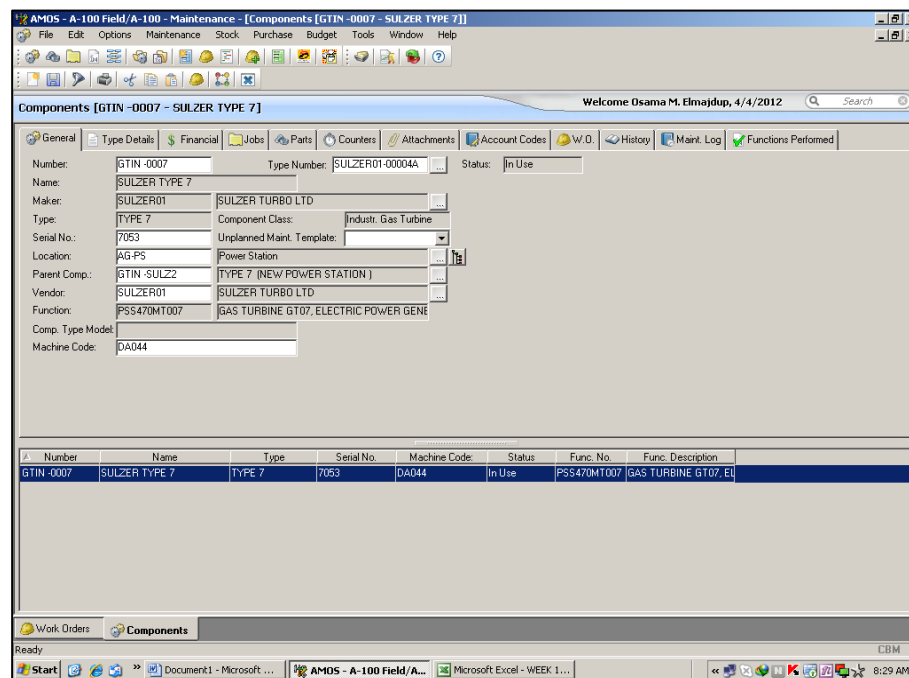 AMOS - A-100 Field/A-100 - Maintenance - [Components [GTIN -0007 - SULZER TYPE 7]]
File Edit Options Maintenance Stock Purchase Budget Tools Window Help
Components [GTIN -0007 - SULZER TYPE 7]
Welcome Osama M. Elmajdup, 4/4/2012
Search
General Type Details $ Financial Jobs Parts Counters Attachments Account Codes W.O. History Maint. Log Functions Performed
Number: GTIN -0007 Type Number: SULZER01-00004A ... Status: In Use
Name: SULZER TYPE 7
Maker: SULZER01 SULZER TURBO LTD ...
Type: TYPE 7 Component Class: Industr. Gas Turbine
Serial No.: 7053 Unplanned Maint. Template:
Location: AG-PS Power Station ...
Parent Comp.: GTIN -SULZ2 TYPE 7 (NEW POWER STATION ) ...
Vendor: SULZER01 SULZER TURBO LTD ...
Function: PSS470MT007 GAS TURBINE GT07, ELECTRIC POWER GENE
Comp. Type Model:
Machine Code: DA044
Number Name Type Serial No. Machine Code: Status Func. No. Func. Description
GTIN -0007 SULZER TYPE 7 TYPE 7 7053 DA044 In Use PSS470MT007 GAS TURBINE GT07, EL
Work Orders Components
Ready CBM
Start » Document1 - Microsoft ... AMOS - A-100 Field/A... Microsoft Excel - WEEK 1... « 8:29 AM